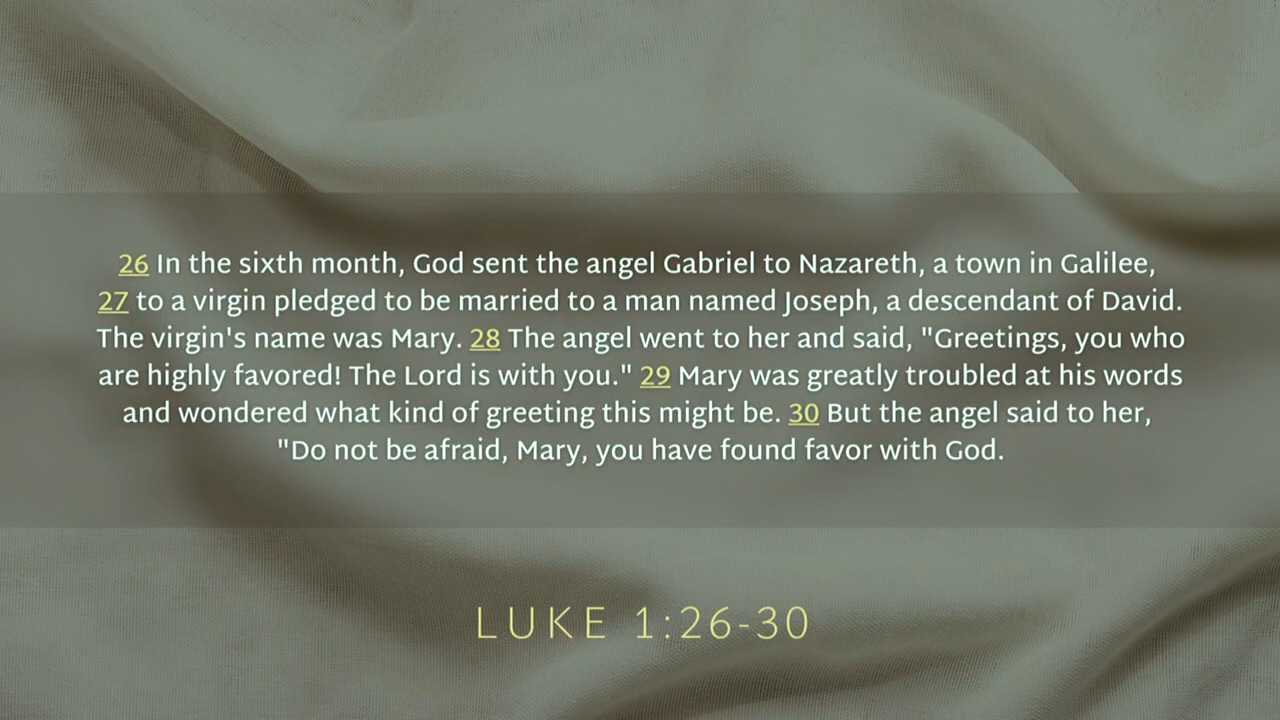 26 In the sixth month, God sent the angel Gabriel to Nazareth, a town in Galilee,
27 to a virgin pledged to be married to a man named Joseph, a descendant of David.
The virgin's name was Mary. 28 The angel went to her and said, "Greetings, you who
are highly favored! The Lord is with you." 29 Mary was greatly troubled at his words
and wondered what kind of greeting this might be. 30 But the angel said to her,
"Do not be afraid, Mary, you have found favor with God.
LUKE 1:26-30